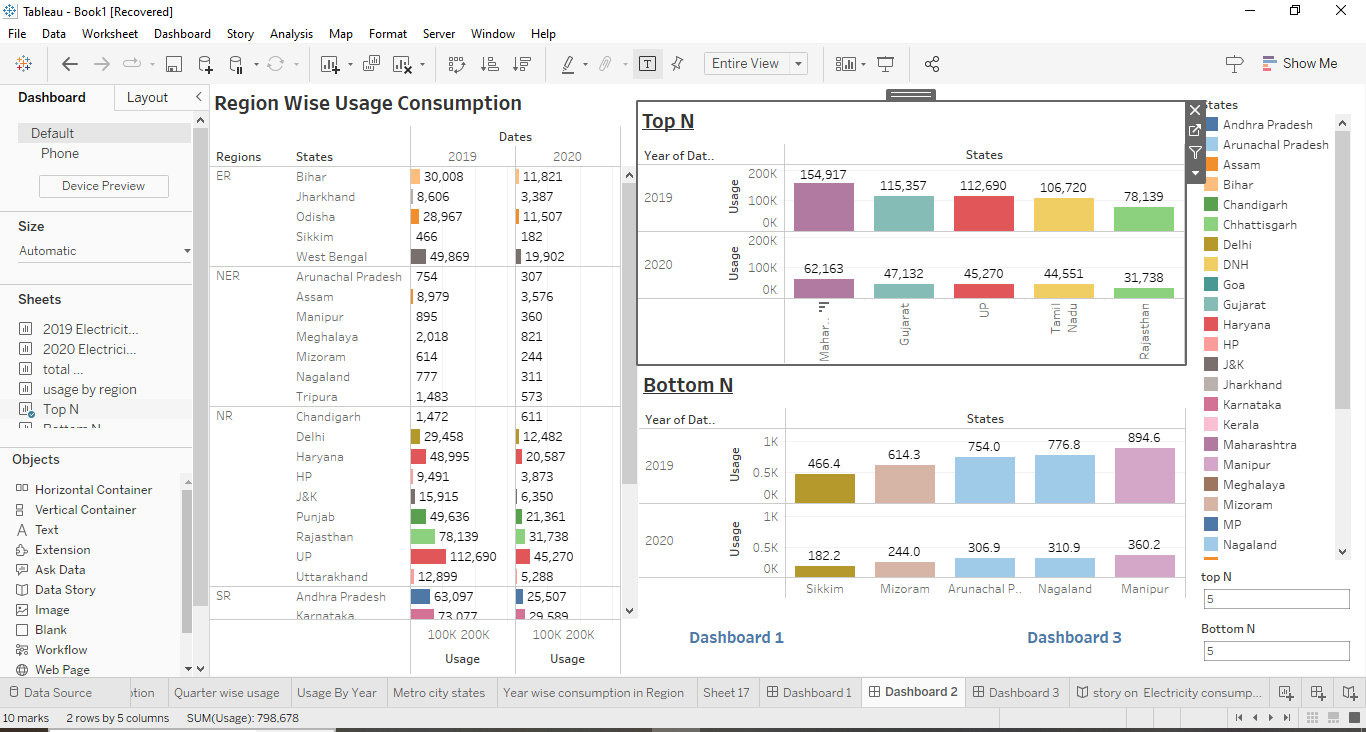 Tableau - Book1 [Recovered]
File Data Worksheet Dashboard Story Analysis Map Format Server Window Help
Entire View
Show Me
Dashboard Layout
Default
Phone
Device Preview
Size
Automatic
Sheets
2019 Electricit...
2020 Electrici...
total ...
usage by region
Top N
Bottom N
Objects
Horizontal Container
Vertical Container
Text
Extension
Ask Data
Data Story
Image
Blank
Workflow
Web Page
Region Wise Usage Consumption
Dates
Regions States 2019 2020
ER Bihar 30,008 11,821
Jharkhand 8,606 3,387
Odisha 28,967 11,507
Sikkim 466 182
West Bengal 49,869 19,902
NER Arunachal Pradesh 754 307
Assam 8,979 3,576
Manipur 895 360
Meghalaya 2,018 821
Mizoram 614 244
Nagaland 777 311
Tripura 1,483 573
NR Chandigarh 1,472 611
Delhi 29,458 12,482
Haryana 48,995 20,587
HP 9,491 3,873
J&K 15,915 6,350
Punjab 49,636 21,361
Rajasthan 78,139 31,738
UP 112,690 45,270
Uttarakhand 12,899 5,288
SR Andhra Pradesh 63,097 25,507
Karnataka 73,077 29,589
100K 200K 100K 200K
Usage Usage
Top N
Year of Dat.. States
2019 Usage
200K
100K
0K
154,917 115,357 112,690 106,720 78,139
2020 Usage
200K
100K
0K
62,163 47,132 45,270 44,551 31,738
Mahar.. Gujarat UP Tamil Nadu Rajasthan
Bottom N
Year of Dat.. States
2019 Usage
1K
0.5K
0K
466.4 614.3 754.0 776.8 894.6
2020 Usage
1K
0.5K
0K
182.2 244.0 306.9 310.9 360.2
Sikkim Mizoram Arunachal P.. Nagaland Manipur
Dashboard 1 Dashboard 3
States
Andhra Pradesh
Arunachal Pradesh
Assam
Bihar
Chandigarh
Chhattisgarh
Delhi
DNH
Goa
Gujarat
Haryana
HP
J&K
Jharkhand
Karnataka
Kerala
Maharashtra
Manipur
Meghalaya
Mizoram
MP
Nagaland
top N
5
Bottom N
5
Data Source ption Quarter wise usage Usage By Year Metro city states Year wise consumption in Region Sheet 17 Dashboard 1 Dashboard 2 Dashboard 3 story on Electricity consump...
10 marks 2 rows by 5 columns SUM(Usage): 798,678